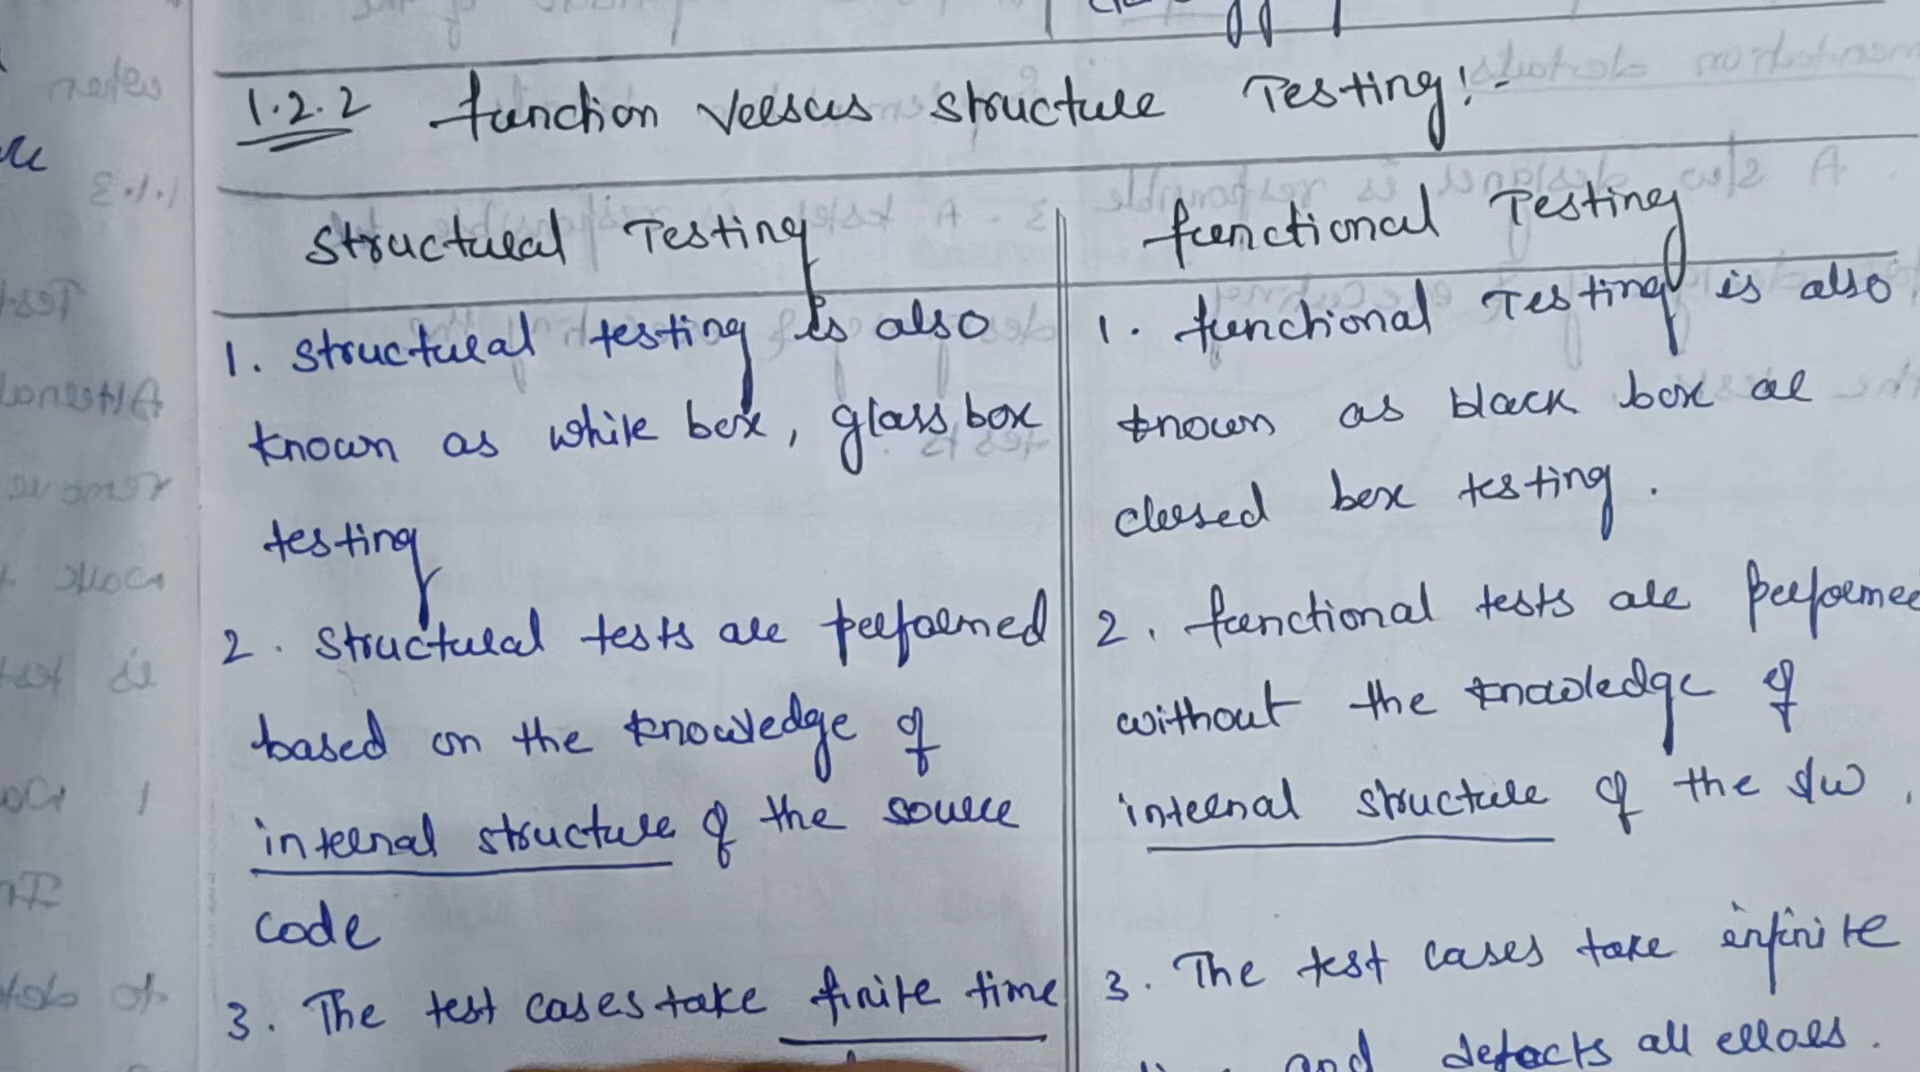 1.2.2 function versus structure Testing:-
Structural Testing
functional Testing
1. Structural testing is also
known as white box, glass box
testing
2. Structural tests are performed
based on the knowledge of
internal structure of the source
code
3. The test cases take finite time
1. functional Testing is also
known as black box or
closed box testing.
2. functional tests are performed
without the knowledge of
internal structure of the s/w.
3. The test cases take infinite
and detects all errors.